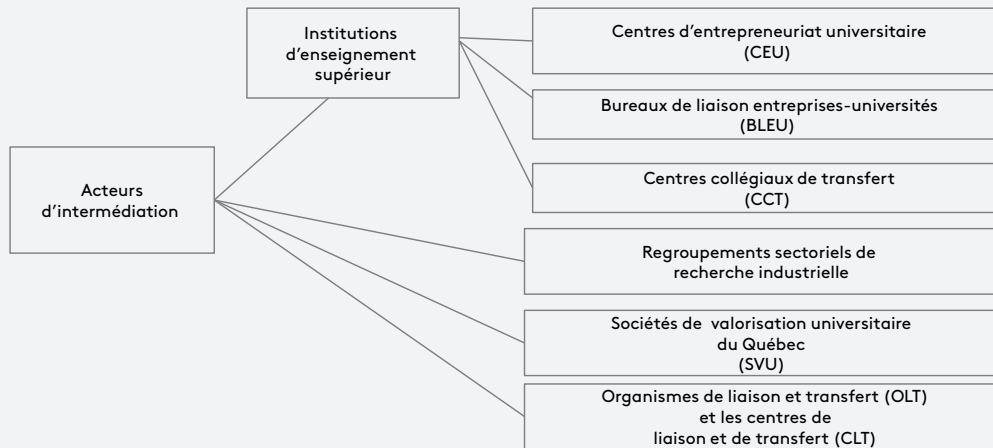 Institutions
d’enseignement
supérieur
Centres d’entrepreneuriat universitaire
(CEU)
Bureaux de liaison entreprises-universités
(BLEU)
Centres collégiaux de transfert
(CCT)
Acteurs
d’intermédiation
Regroupements sectoriels de
recherche industrielle
Sociétés de valorisation universitaire
du Québec
(SVU)
Organismes de liaison et transfert (OLT)
et les centres de
liaison et de transfert (CLT)